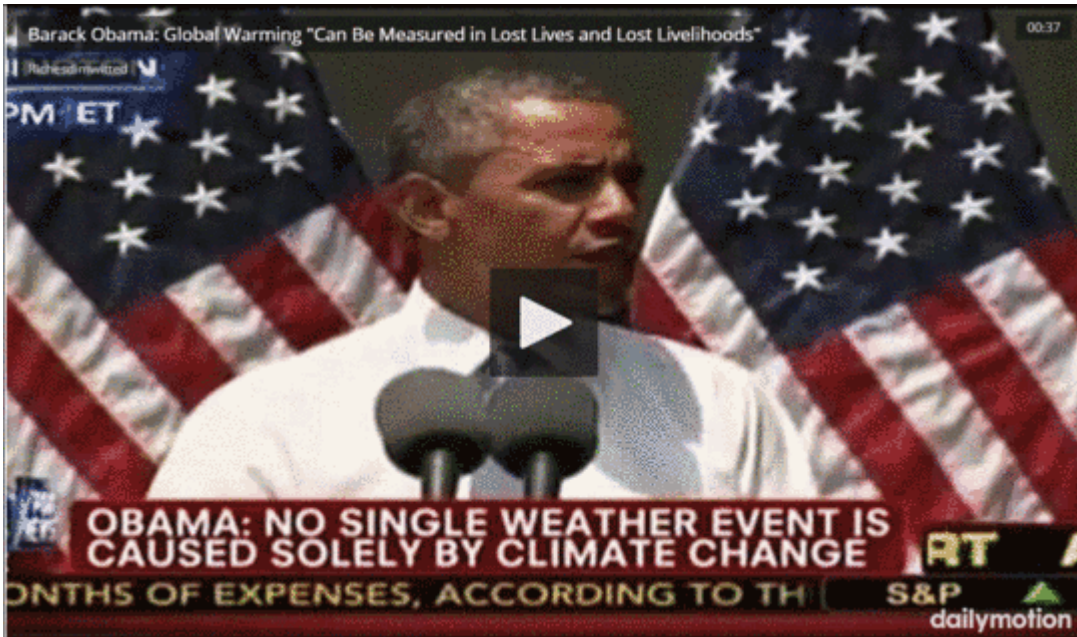 Barack Obama: Global Warming "Can Be Measured in Lost Lives and Lost Livelihoods"
00:37
Richesdimwitted
PM ET
OBAMA: NO SINGLE WEATHER EVENT IS
CAUSED SOLELY BY CLIMATE CHANGE
ONTHS OF EXPENSES, ACCORDING TO TH
S&P
dailymotion